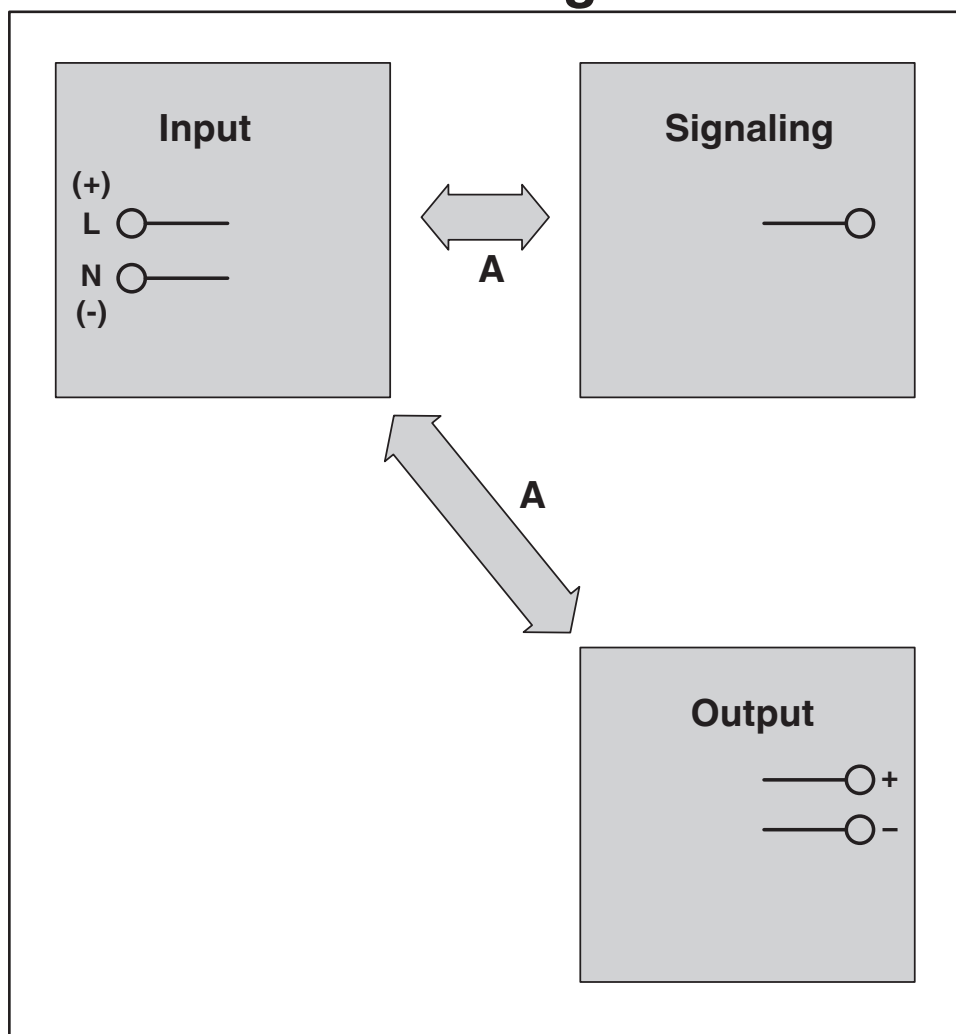 Input
(+)
L
N
(-)
Signaling
A
A
Output
+
–